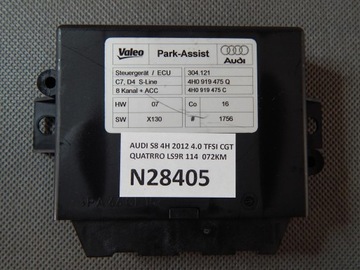 Valeo Park-Assist Audi
Steuergerät / ECU 304.121
C7, D4 S-Line 4H0 919 475 Q
8 Kanal + ACC 4H0 919 475 C
HW 07 Co 16
SW X130 # 1756
AUDI S8 4H 2012 4.0 TFSI CGT
QUATRRO LS9R 114 072KM
N28405